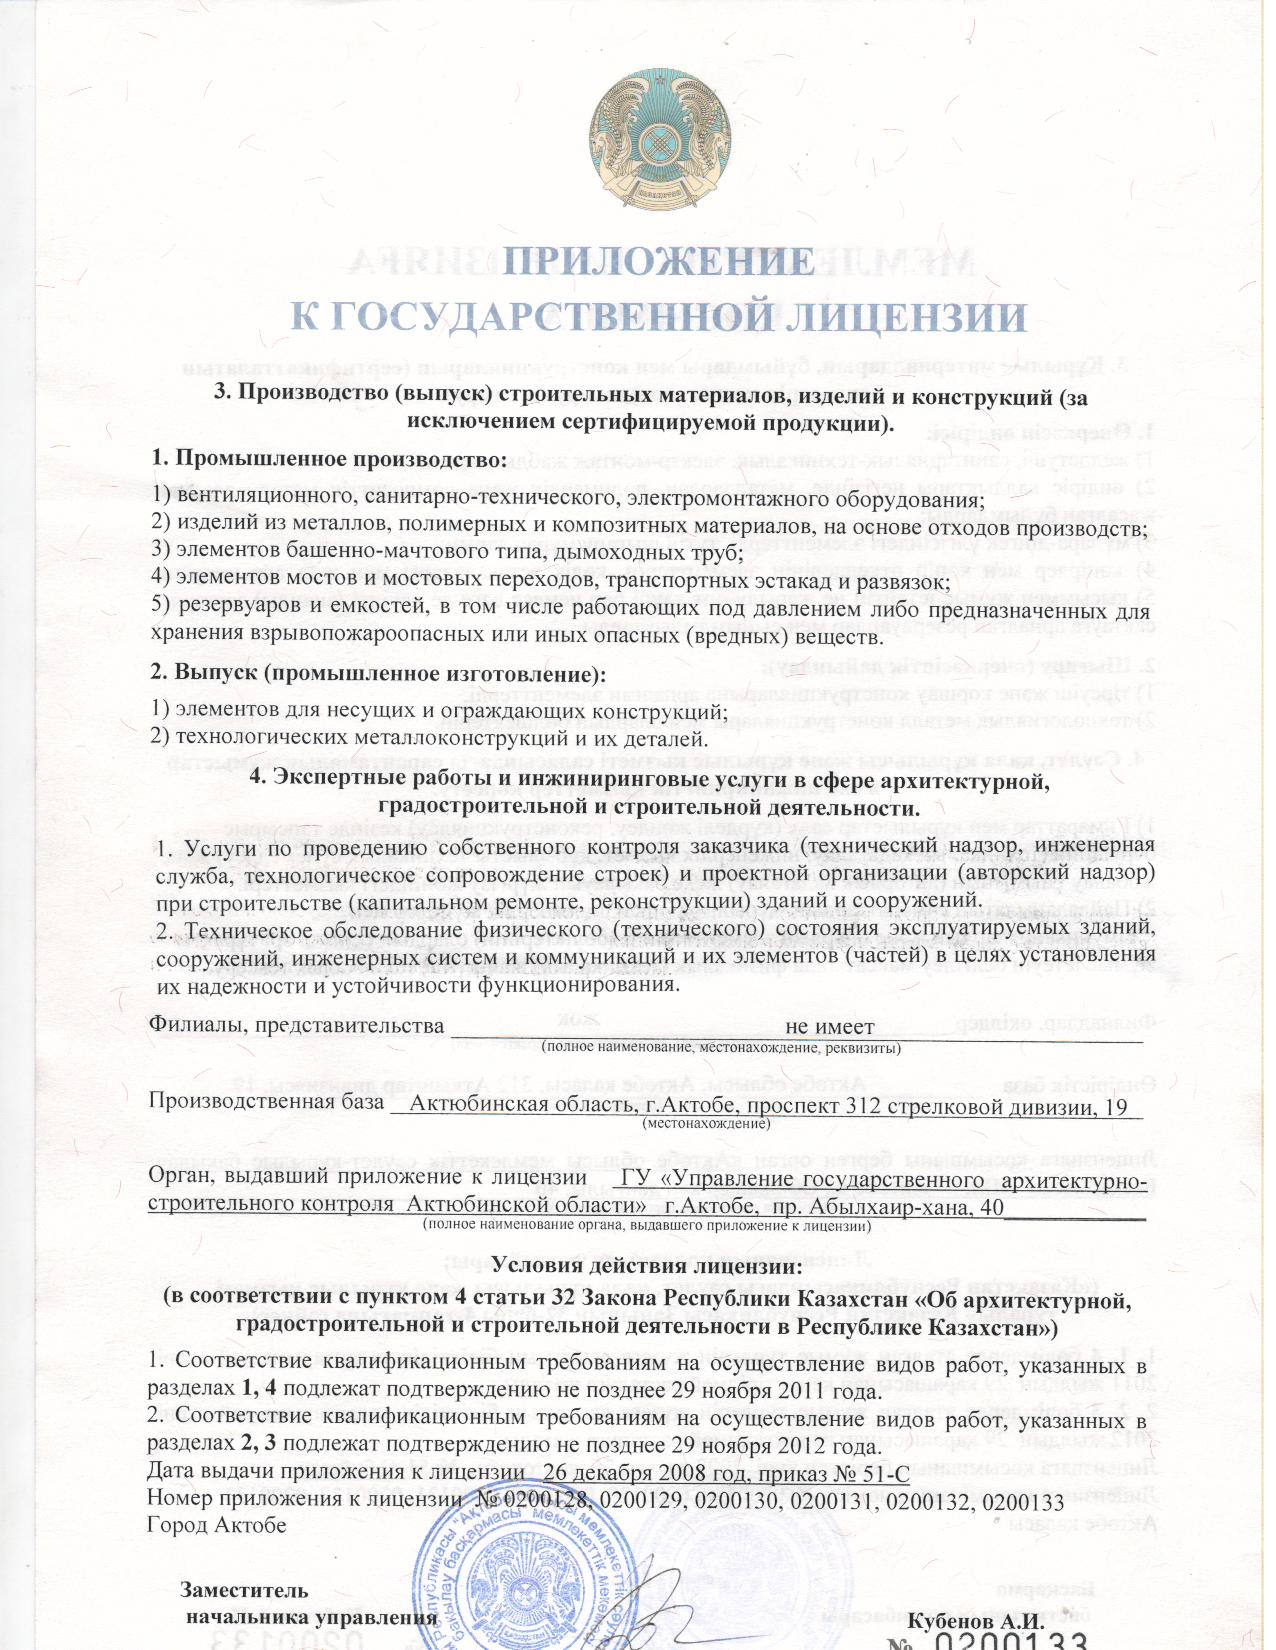 ПРИЛОЖЕНИЕ
К ГОСУДАРСТВЕННОЙ ЛИЦЕНЗИИ
3. Производство (выпуск) строительных материалов, изделий и конструкций (за
исключением сертифицируемой продукции).
1. Промышленное производство:
1) вентиляционного, санитарно-технического, электромонтажного оборудования;
2) изделий из металлов, полимерных и композитных материалов, на основе отходов производств;
3) элементов башенно-мачтового типа, дымоходных труб;
4) элементов мостов и мостовых переходов, транспортных эстакад и развязок;
5) резервуаров и емкостей, в том числе работающих под давлением либо предназначенных для
хранения взрывопожароопасных или иных опасных (вредных) веществ.
2. Выпуск (промышленное изготовление):
1) элементов для несущих и ограждающих конструкций;
2) технологических металлоконструкций и их деталей.
4. Экспертные работы и инжиниринговые услуги в сфере архитектурной,
градостроительной и строительной деятельности.
1. Услуги по проведению собственного контроля заказчика (технический надзор, инженерная
служба, технологическое сопровождение строек) и проектной организации (авторский надзор)
при строительстве (капитальном ремонте, реконструкции) зданий и сооружений.
2. Техническое обследование физического (технического) состояния эксплуатируемых зданий,
сооружений, инженерных систем и коммуникаций и их элементов (частей) в целях установления
их надежности и устойчивости функционирования.
Филиалы, представительства не имеет
(полное наименование, местонахождение, реквизиты)
Производственная база Актюбинская область, г.Актобе, проспект 312 стрелковой дивизии, 19
(местонахождение)
Орган, выдавший приложение к лицензии ГУ «Управление государственного архитектурно-
строительного контроля Актюбинской области» г.Актобе, пр. Абылхаир-хана, 40
(полное наименование органа, выдавшего приложение к лицензии)
Условия действия лицензии:
(в соответствии с пунктом 4 статьи 32 Закона Республики Казахстан «Об архитектурной,
градостроительной и строительной деятельности в Республике Казахстан»)
1. Соответствие квалификационным требованиям на осуществление видов работ, указанных в
разделах 1, 4 подлежат подтверждению не позднее 29 ноября 2011 года.
2. Соответствие квалификационным требованиям на осуществление видов работ, указанных в
разделах 2, 3 подлежат подтверждению не позднее 29 ноября 2012 года.
Дата выдачи приложения к лицензии 26 декабря 2008 год, приказ № 51-С
Номер приложения к лицензии № 0200128, 0200129, 0200130, 0200131, 0200132, 0200133
Город Актобе
Заместитель
начальника управления Кубенов А.И.
№ 0200133